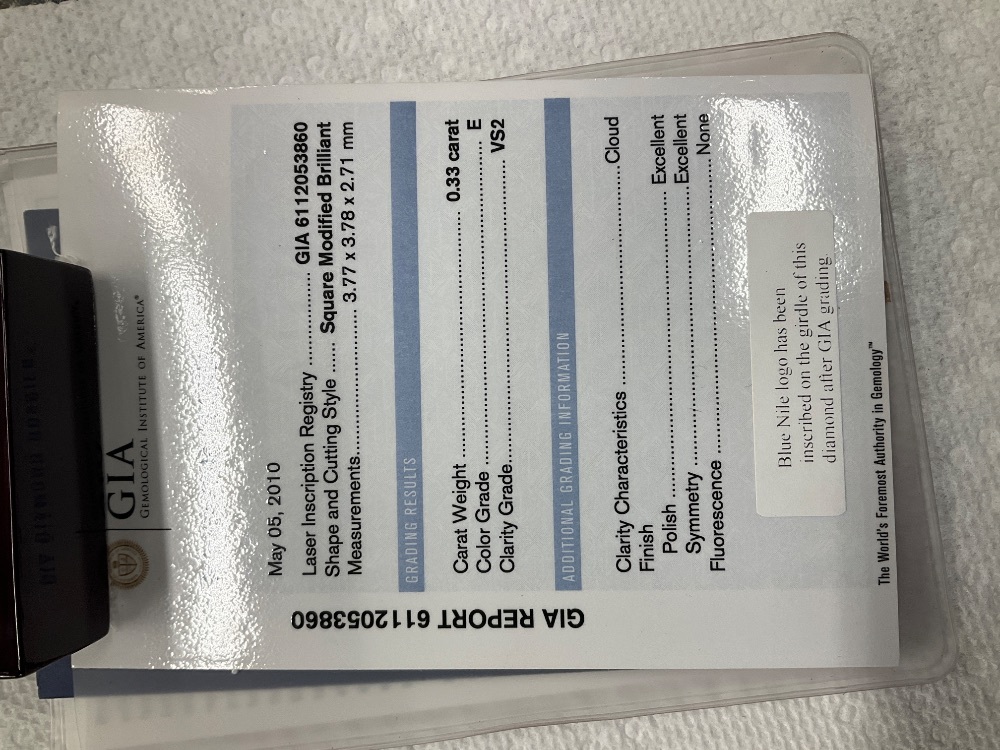 GIA
GEMOLOGICAL INSTITUTE OF AMERICA®
May 05, 2010
Laser Inscription Registry .......... GIA 6112053860
Shape and Cutting Style ...... Square Modified Brilliant
Measurements.................... 3.77 x 3.78 x 2.71 mm
GRADING RESULTS
Carat Weight .......... 0.33 carat
Color Grade .......... E
Clarity Grade.......... VS2
ADDITIONAL GRADING INFORMATION
Clarity Characteristics .......... Cloud
Finish
Polish .......... Excellent
Symmetry .......... Excellent
Fluorescence .......... None
Blue Nile logo has been
inscribed on the girdle of this
diamond after GIA grading
The World's Foremost Authority in Gemology™
GIA REPORT 6112053860